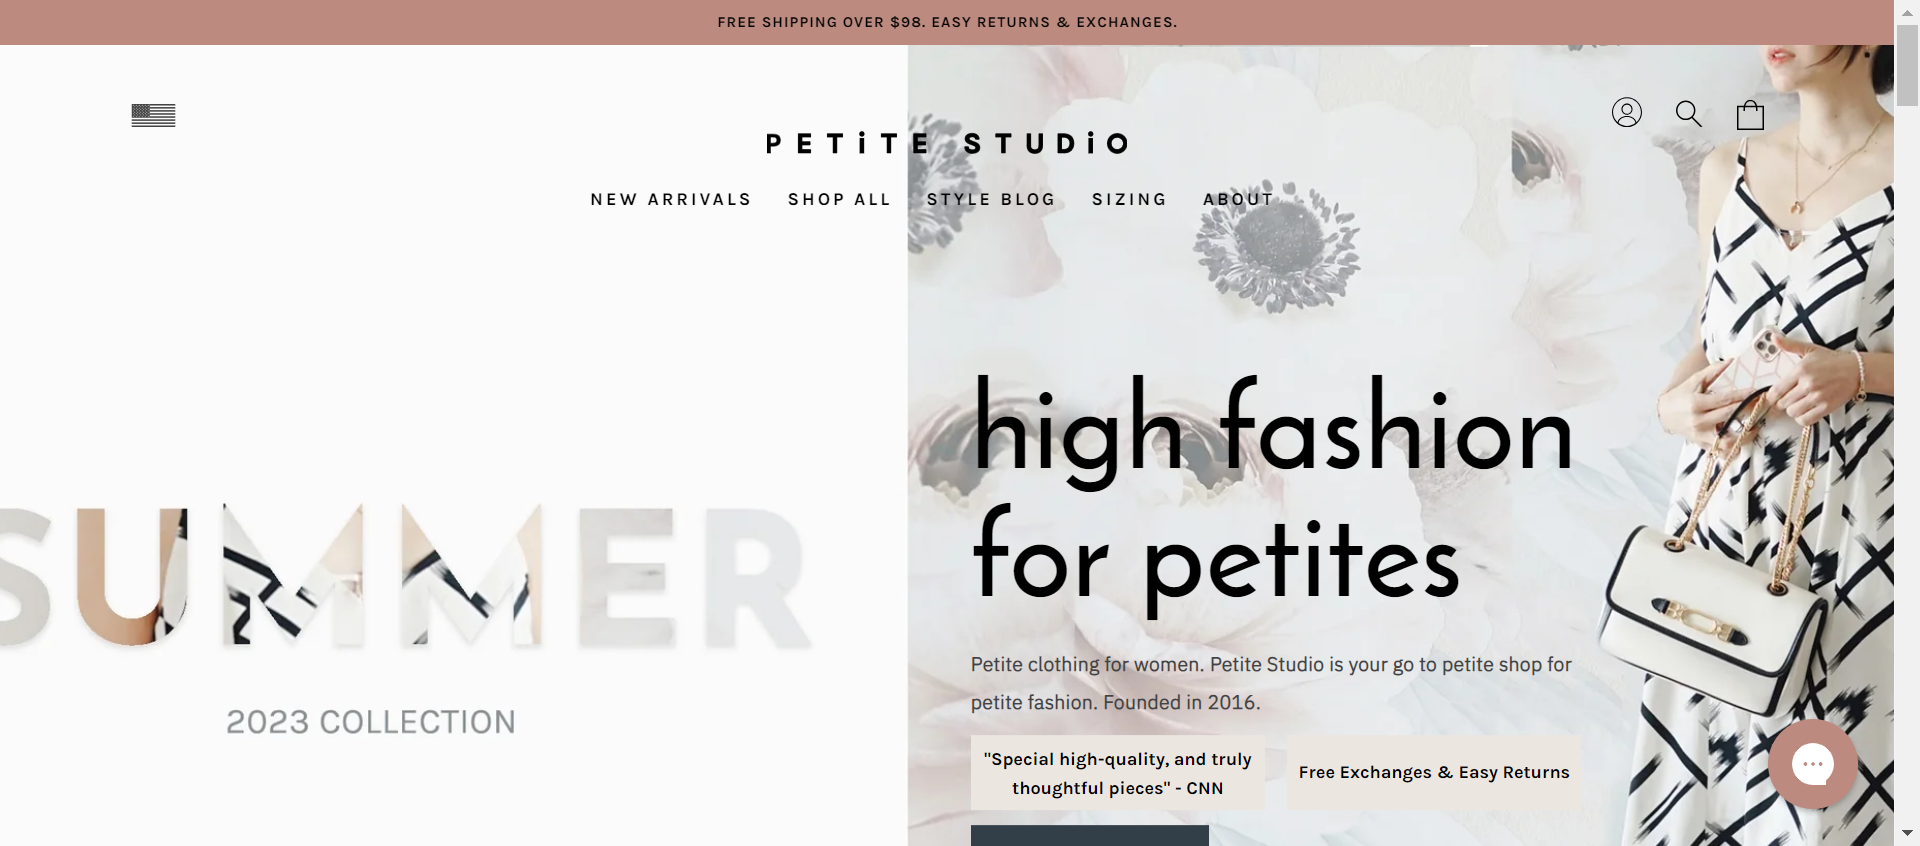 FREE SHIPPING OVER $98. EASY RETURNS & EXCHANGES.
PETiTE STUDiO
NEW ARRIVALS SHOP ALL STYLE BLOG SIZING ABOUT
high fashion
for petites
SUMMER
2023 COLLECTION
Petite clothing for women. Petite Studio is your go to petite shop for
petite fashion. Founded in 2016.
"Special high-quality, and truly
thoughtful pieces" - CNN
Free Exchanges & Easy Returns